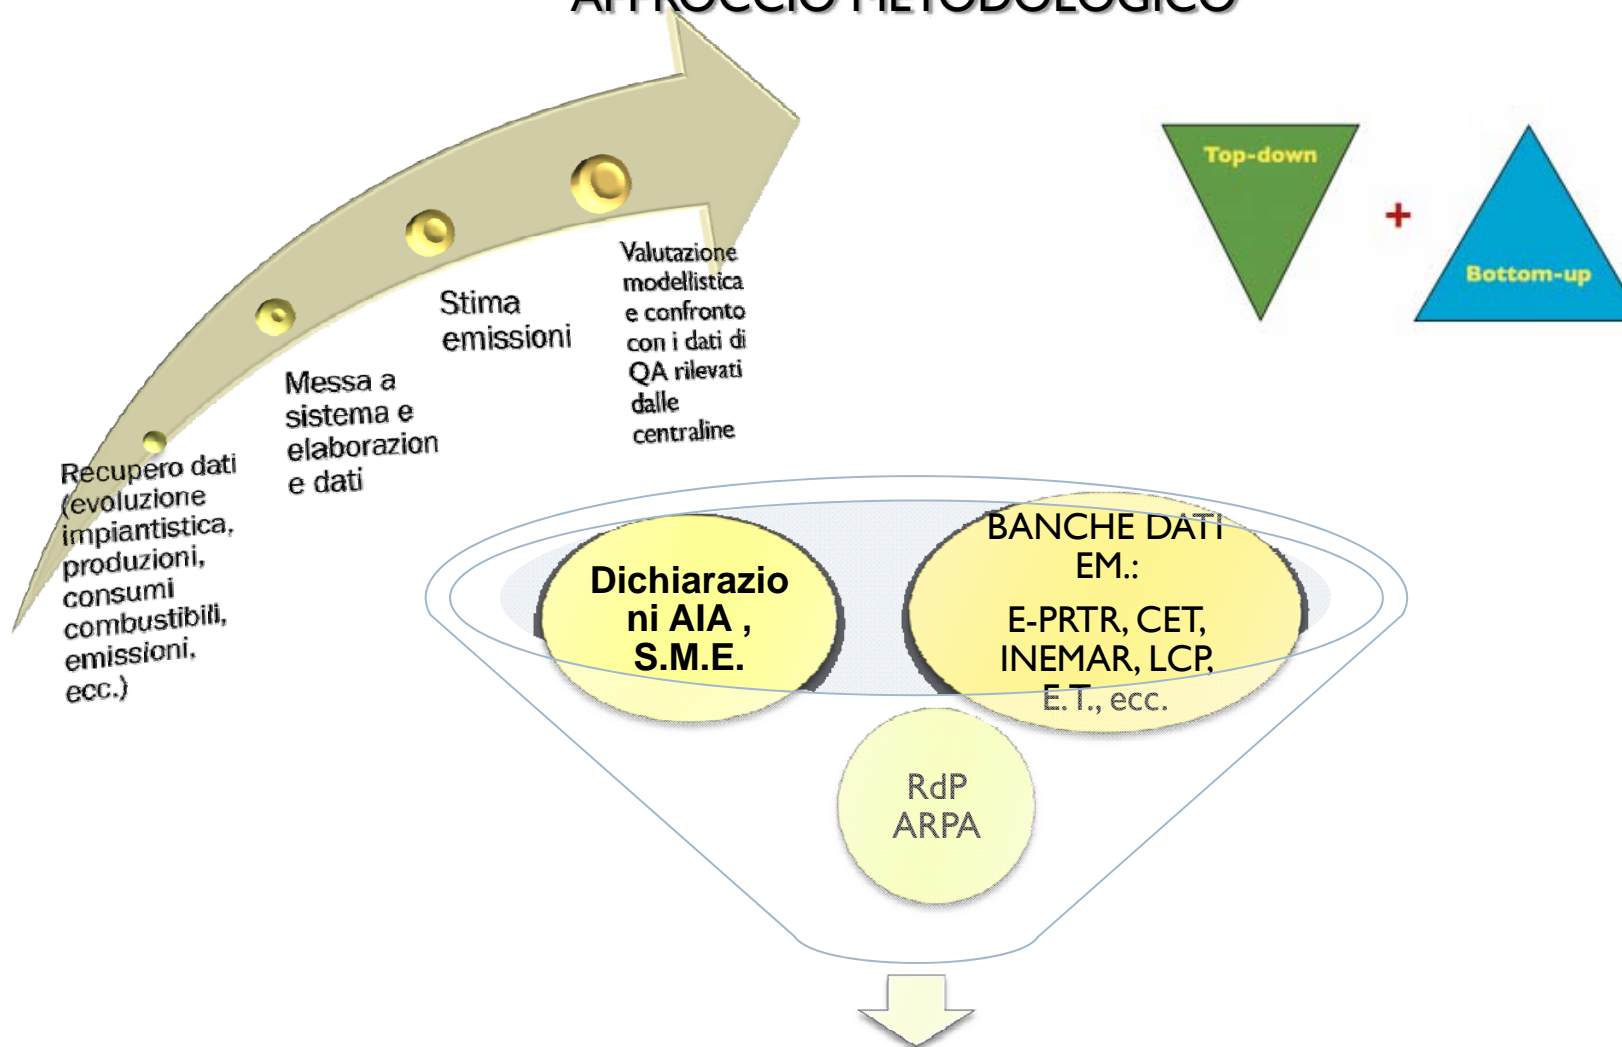 APPROCCIO METODOLOGICO
Top-down
+
Bottom-up
Recupero dati
(evoluzione
impiantistica,
produzioni,
consumi
combustibili,
emissioni,
ecc.)
Messa a
sistema e
elaborazion
e dati
Stima
emissioni
Valutazione
modellistica
e confronto
con i dati di
QA rilevati
dalle
centraline
Dichiarazio
ni AIA ,
S.M.E.
BANCHE DATI
EM.:
E-PRTR, CET,
INEMAR, LCP,
E.T., ecc.
RdP
ARPA